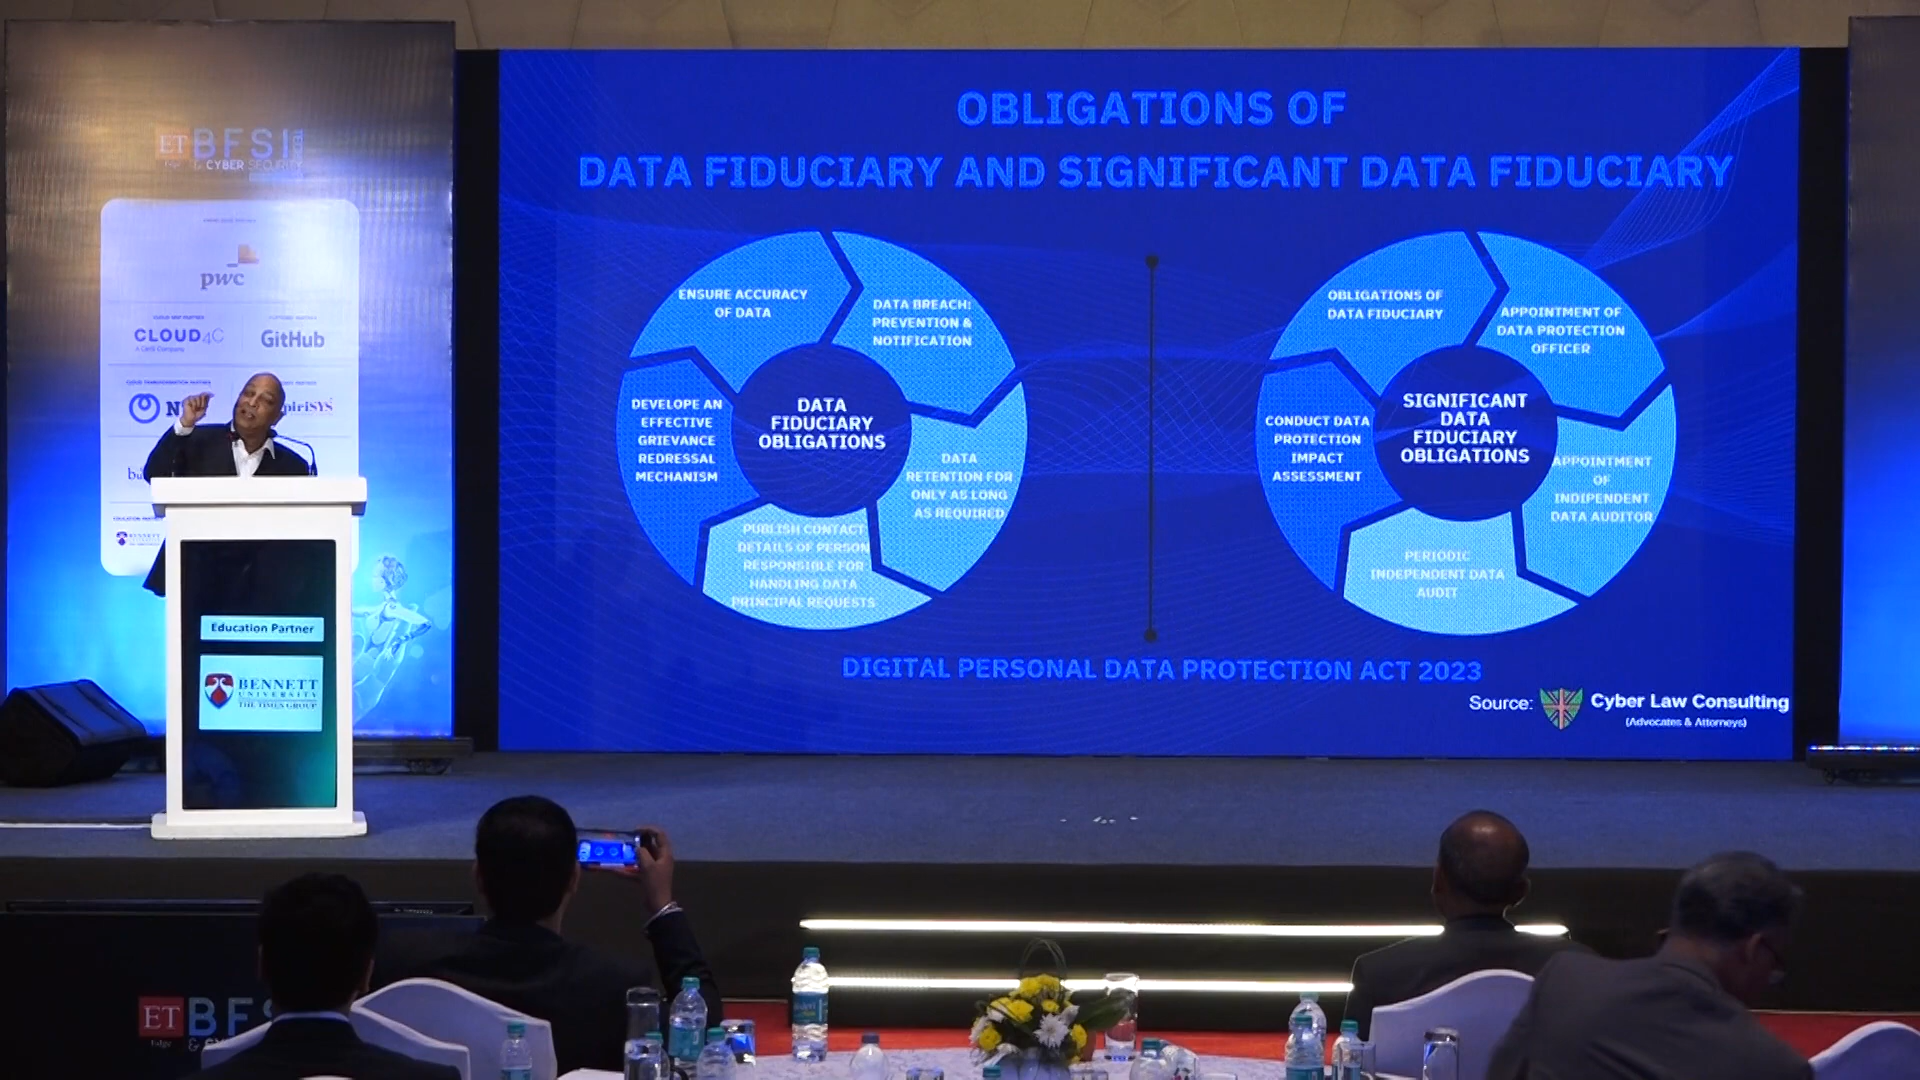 OBLIGATIONS OF
DATA FIDUCIARY AND SIGNIFICANT DATA FIDUCIARY
ENSURE ACCURACY
OF DATA
DATA BREACH:
PREVENTION &
NOTIFICATION
DEVELOPE AN
EFFECTIVE
GRIEVANCE
REDRESSAL
MECHANISM
DATA
FIDUCIARY
OBLIGATIONS
DATA
RETENTION FOR
ONLY AS LONG
AS REQUIRED
PUBLISH CONTACT
DETAILS OF PERSON
RESPONSIBLE FOR
HANDLING DATA
PRINCIPAL REQUESTS
OBLIGATIONS OF
DATA FIDUCIARY
APPOINTMENT OF
DATA PROTECTION
OFFICER
CONDUCT DATA
PROTECTION
IMPACT
ASSESSMENT
SIGNIFICANT
DATA
FIDUCIARY
OBLIGATIONS
APPOINTMENT
OF
INDIPENDENT
DATA AUDITOR
PERIODIC
INDEPENDENT DATA
AUDIT
DIGITAL PERSONAL DATA PROTECTION ACT 2023
Source: Cyber Law Consulting
(Advocates & Attorneys)
ET BFSI TECH
& CYBER SECURITY
pwc
CLOUD4C
GitHub
Education Partner
BENNETT
UNIVERSITY
THE TIMES GROUP
ET BFS